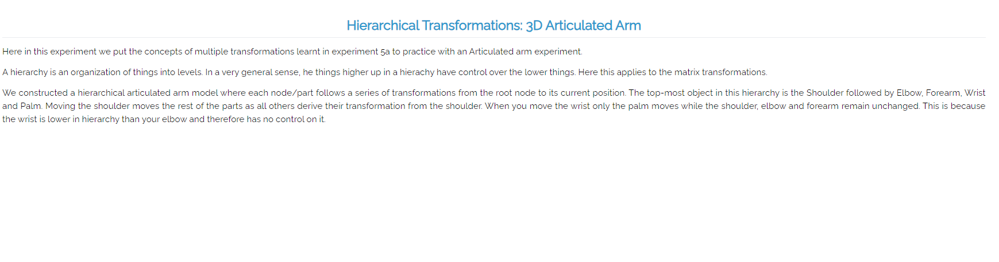 Hierarchical Transformations: 3D Articulated Arm
Here in this experiment we put the concepts of multiple transformations learnt in experiment 5a to practice with an Articulated arm experiment.
A hierarchy is an organization of things into levels. In a very general sense, he things higher up in a hierachy have control over the lower things. Here this applies to the matrix transformations.
We constructed a hierarchical articulated arm model where each node/part follows a series of transformations from the root node to its current position. The top-most object in this hierarchy is the Shoulder followed by Elbow, Forearm, Wrist
and Palm. Moving the shoulder moves the rest of the parts as all others derive their transformation from the shoulder. When you move the wrist only the palm moves while the shoulder, elbow and forearm remain unchanged. This is because
the wrist is lower in hierarchy than your elbow and therefore has no control on it.